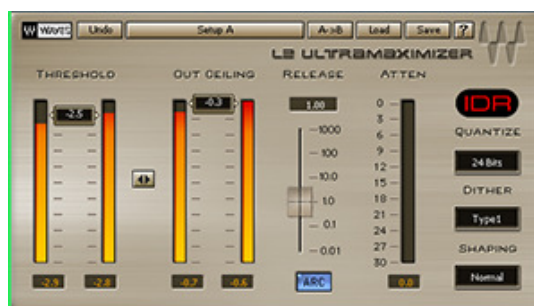 W WAVES Undo Setup A A->B Load Save ?
L2 ULTRAMAXIMIZER
THRESHOLD OUT CEILING RELEASE ATTEN
-2.5 -0.3 1.00
IDR
QUANTIZE
24 Bits
DITHER
Type1
SHAPING
Normal
1000
100
10.0
1.0
0.1
0.01
0
3
6
9
12
15
18
21
24
27
30
-2.9 -2.8 -0.7 -0.6 ARC 0.0